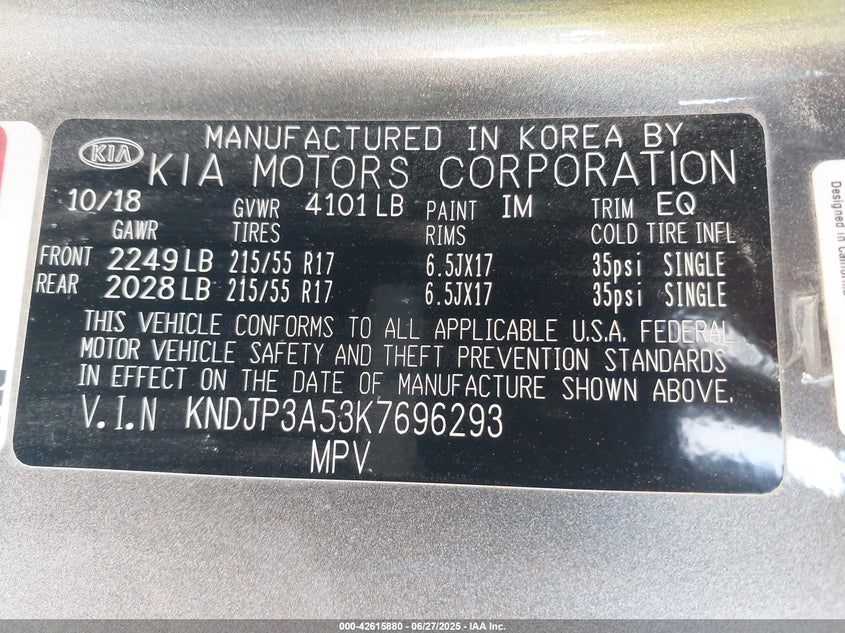 MANUFACTURED IN KOREA BY
KIA KIA MOTORS CORPORATION
10/18 GVWR 4101 LB PAINT IM TRIM EQ
GAWR TIRES RIMS COLD TIRE INFL
FRONT 2249 LB 215/55 R17 6.5JX17 35psi SINGLE
REAR 2028 LB 215/55 R17 6.5JX17 35psi SINGLE
THIS VEHICLE CONFORMS TO ALL APPLICABLE U.S.A. FEDERAL
MOTOR VEHICLE SAFETY AND THEFT PREVENTION STANDARDS
IN EFFECT ON THE DATE OF MANUFACTURE SHOWN ABOVE.
V.I.N KNDJP3A53K7696293
MPV
Designed in California
000-42615880 - 06/27/2025 - IAA Inc.